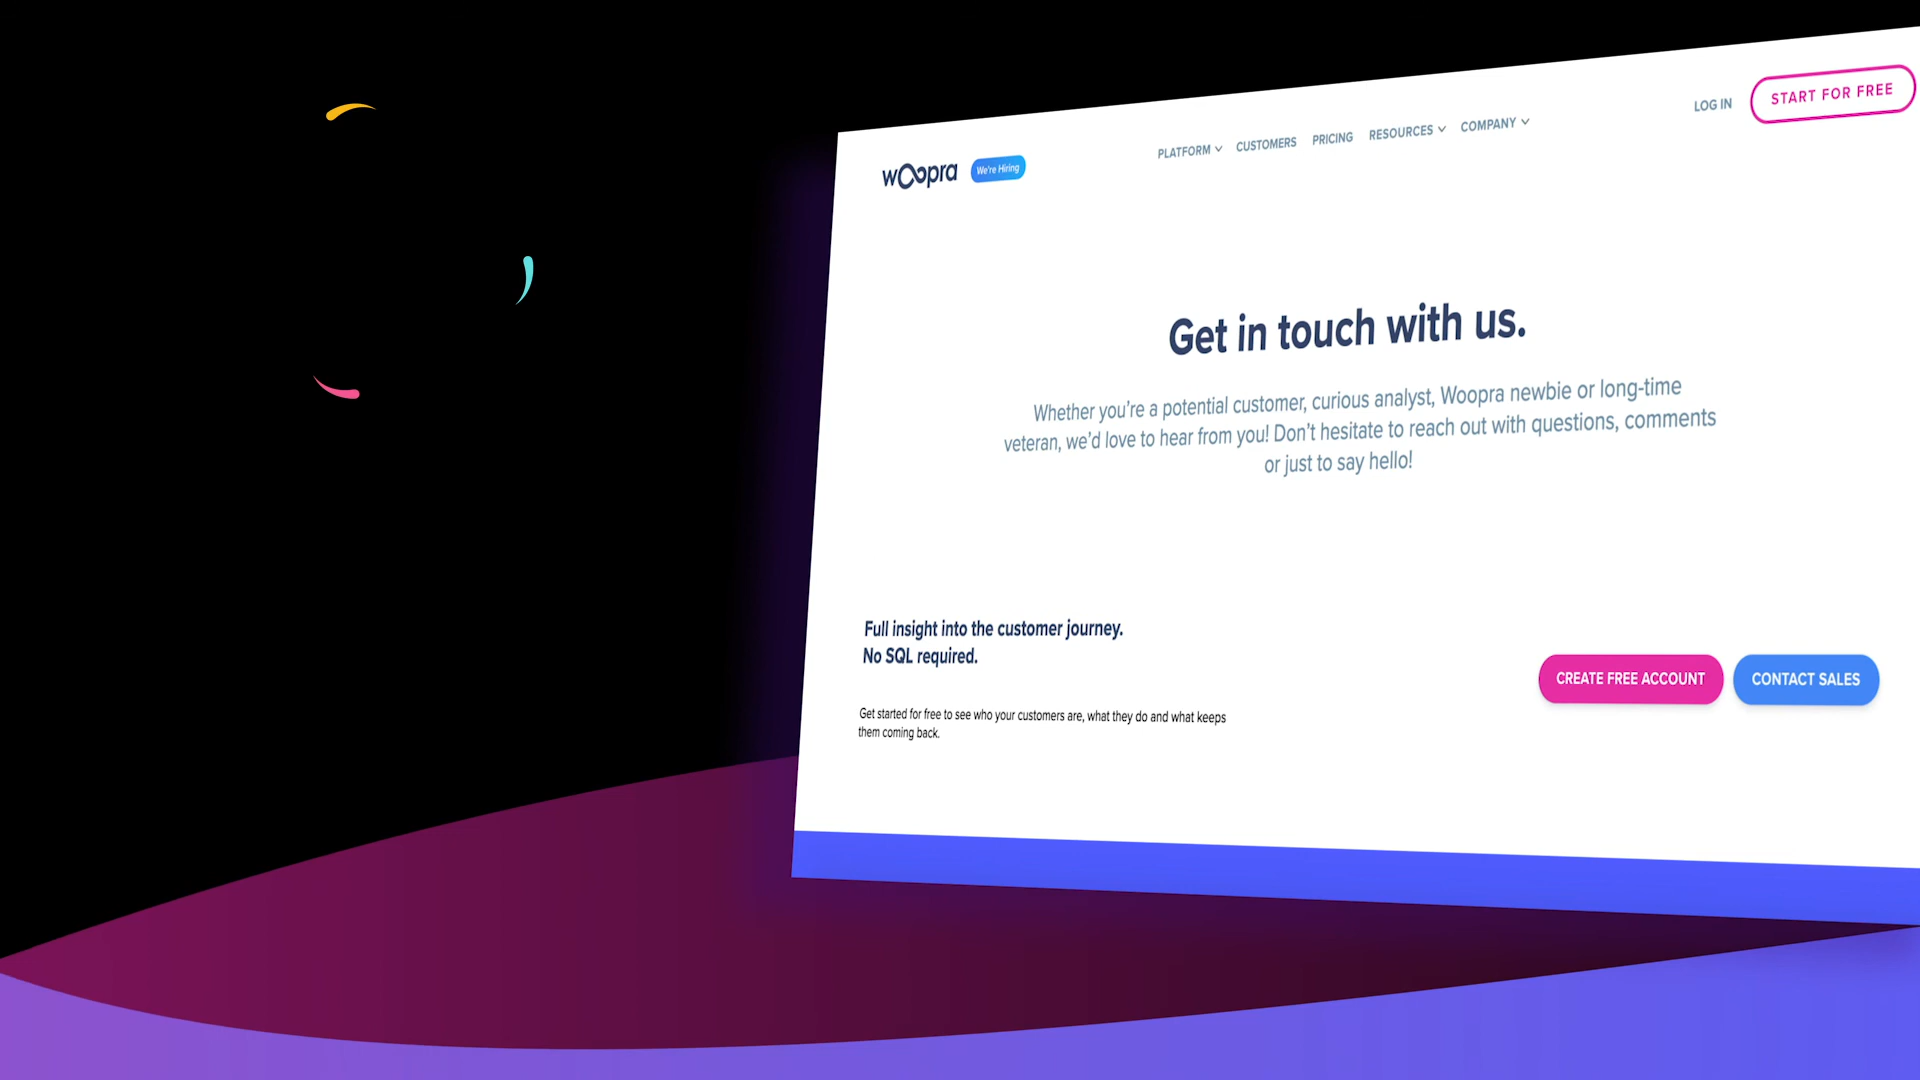 woopra
We're Hiring
PLATFORM
CUSTOMERS
PRICING
RESOURCES
COMPANY
LOG IN
START FOR FREE
Get in touch with us.
Whether you’re a potential customer, curious analyst, Woopra newbie or long-time
veteran, we’d love to hear from you! Don’t hesitate to reach out with questions, comments
or just to say hello!
Full insight into the customer journey.
No SQL required.
CREATE FREE ACCOUNT
CONTACT SALES
Get started for free to see who your customers are, what they do and what keeps
them coming back.